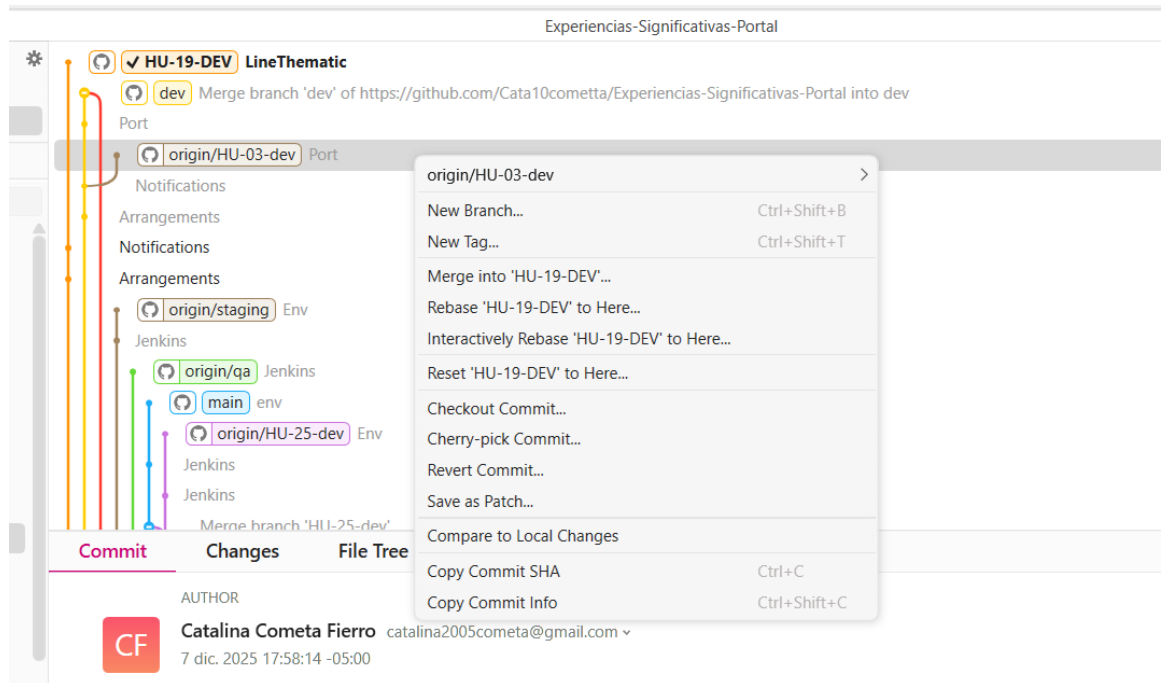 Experiencias-Significativas-Portal
✓ HU-19-DEV LineThematic
dev Merge branch 'dev' of https://github.com/Cata10cometta/Experiencias-Significativas-Portal into dev
Port
origin/HU-03-dev Port
Notifications
Arrangements
Notifications
Arrangements
origin/staging Env
Jenkins
origin/qa Jenkins
main env
origin/HU-25-dev Env
Jenkins
Jenkins
Merge branch 'HU-25-dev'
origin/HU-03-dev
New Branch... Ctrl+Shift+B
New Tag... Ctrl+Shift+T
Merge into 'HU-19-DEV'...
Rebase 'HU-19-DEV' to Here...
Interactively Rebase 'HU-19-DEV' to Here...
Reset 'HU-19-DEV' to Here...
Checkout Commit...
Cherry-pick Commit...
Revert Commit...
Save as Patch...
Compare to Local Changes
Copy Commit SHA Ctrl+C
Copy Commit Info Ctrl+Shift+C
Commit Changes File Tree
AUTHOR
CF
Catalina Cometa Fierro catalina2005cometa@gmail.com
7 dic. 2025 17:58:14 -05:00